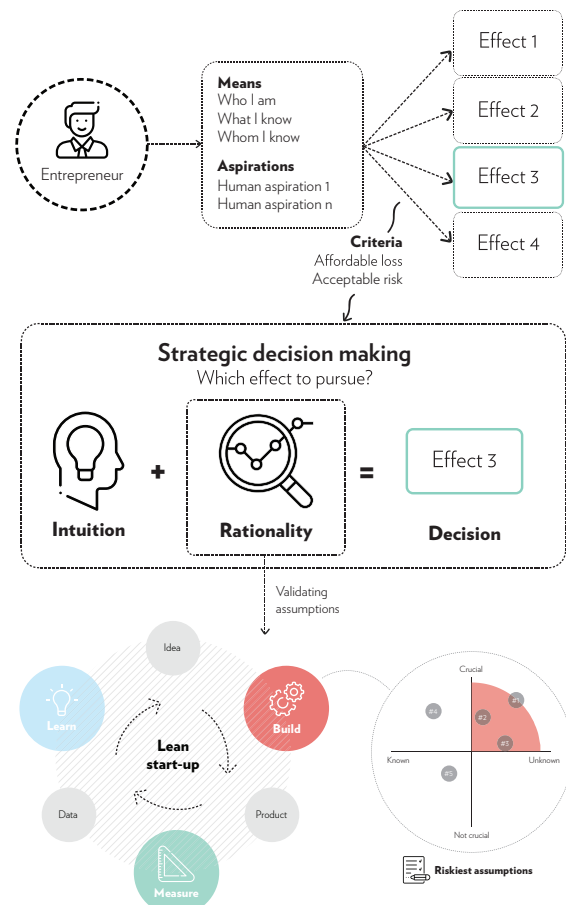 Effect 1
Means
Who I am
What I know
Whom I know
Effect 2
Entrepreneur
Aspirations
Human aspiration 1
Human aspiration n
Effect 3
Criteria
Affordable loss
Acceptable risk
Effect 4
Strategic decision making
Which effect to pursue?
+
=
Effect 3
Intuition
Rationality
Decision
Validating
assumptions
Idea
Learn
Build
Lean
start-up
Data
Product
Measure
Crucial
#1
#4
#2
#3
Known
Unknown
#5
Not crucial
Riskiest assumptions